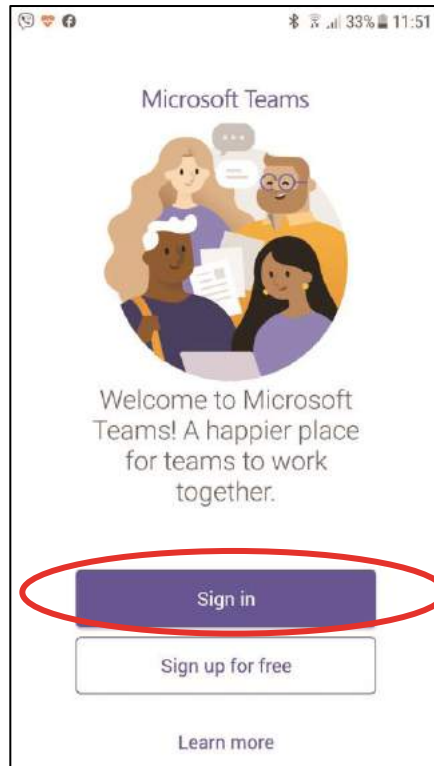 33% 11:51
Microsoft Teams
Welcome to Microsoft
Teams! A happier place
for teams to work
together.
Sign in
Sign up for free
Learn more